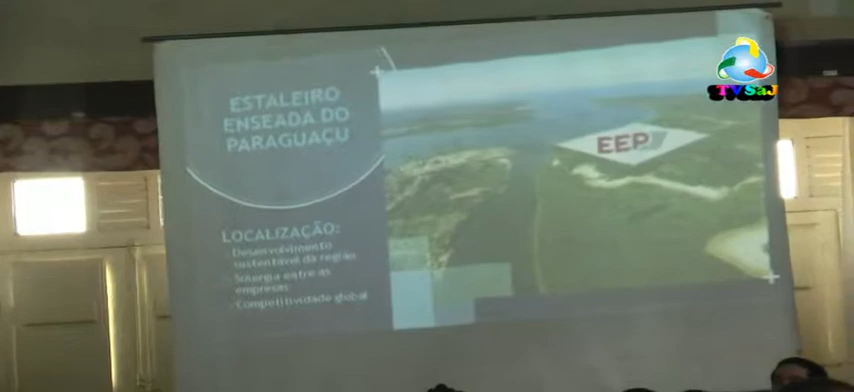 TVSaJ
ESTALEIRO
ENSEADA DO
PARAGUAÇU
EEP
LOCALIZAÇÃO:
- Desenvolvimento
sustentável da região
- Sinergia entre as
empresas
- Competitividade global